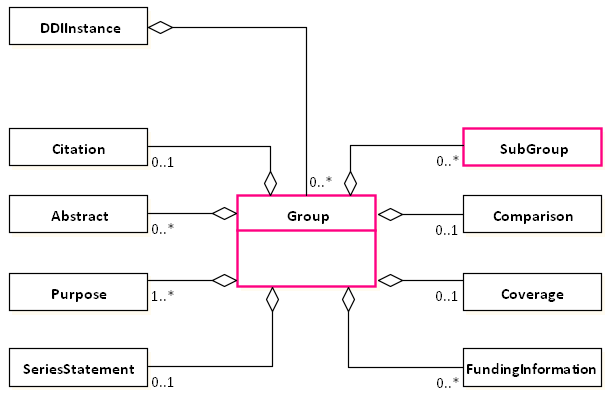 DDIInstance
Citation
0..1
0..*
0..*
SubGroup
Abstract
0..*
Group
Comparison
0..1
Purpose
1..*
Coverage
0..1
SeriesStatement
0..1
FundingInformation
0..*